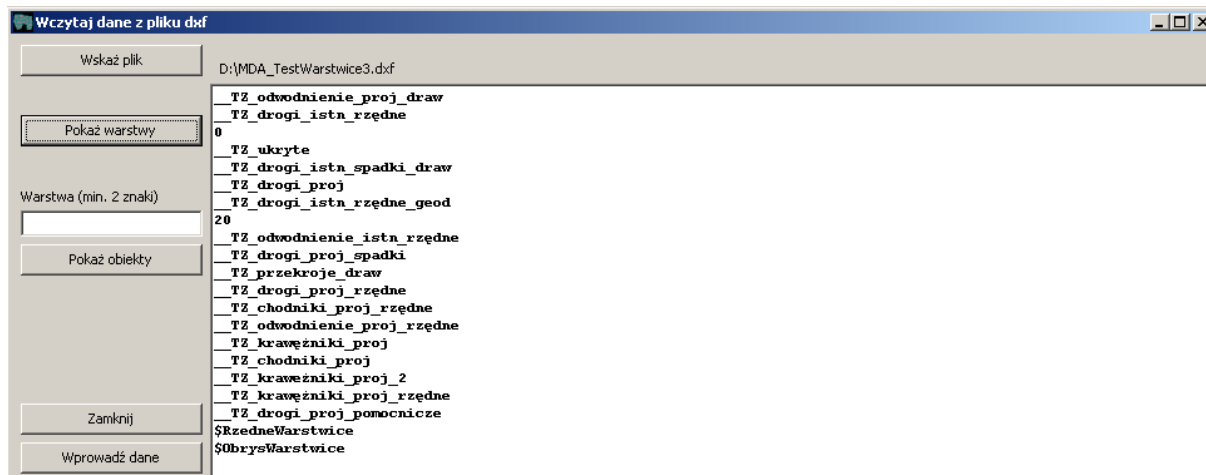 Wczytaj dane z pliku dxf
Wskaż plik
D:\MDA_TestWarstwice3.dxf
__TZ_odwodnienie_proj_draw
__TZ_drogi_istn_rzędne
Pokaż warstwy
0
__TZ_ukryte
__TZ_drogi_istn_spadki_draw
__TZ_drogi_proj
Warstwa (min. 2 znaki)
__TZ_drogi_istn_rzędne_geod
20
__TZ_odwodnienie_istn_rzędne
Pokaż obiekty
__TZ_drogi_proj_spadki
__TZ_przekroje_draw
__TZ_drogi_proj_rzędne
__TZ_chodniki_proj_rzędne
__TZ_odwodnienie_proj_rzędne
__TZ_krawężniki_proj
__TZ_chodniki_proj
__TZ_kraweżniki_proj_2
__TZ_krawężniki_proj_rzędne
Zamknij
__TZ_drogi_proj_pomocnicze
$RzedneWarstwice
Wprowadź dane
$ObrysWarstwice